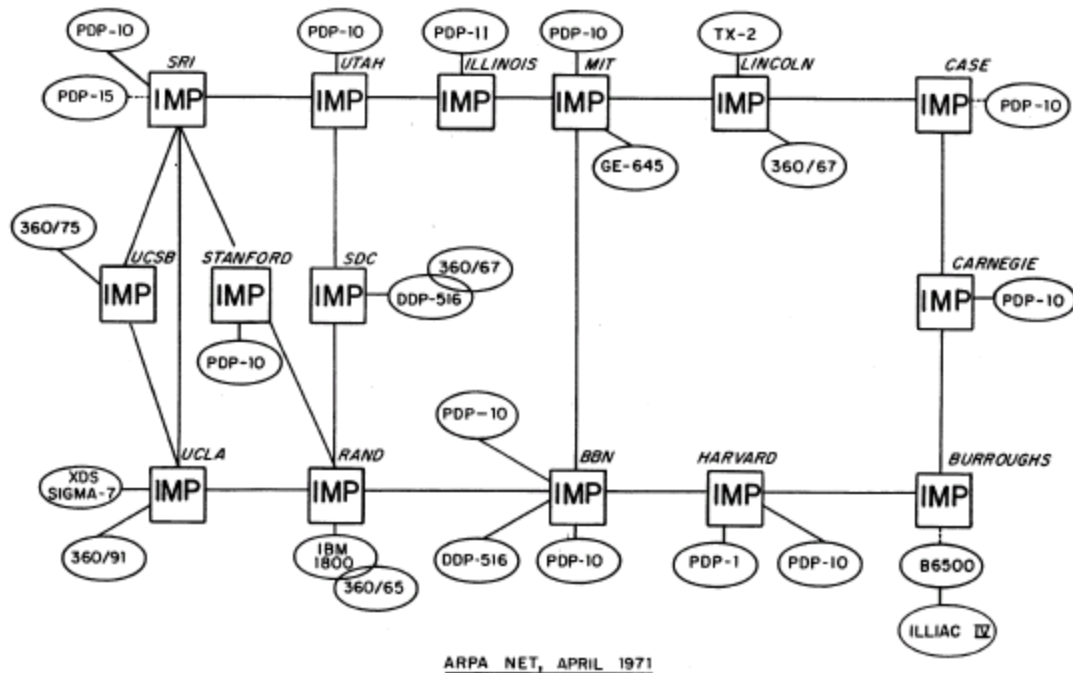 PDP-10
PDP-10
PDP-11
PDP-10
TX-2
SRI
UTAH
ILLINOIS
MIT
LINCOLN
CASE
PDP-15
IMP
IMP
IMP
IMP
IMP
IMP
PDP-10
GE-645
360/67
360/75
UCSB
STANFORD
SDC
360/67
CARNEGIE
IMP
IMP
IMP
DDP-516
IMP
PDP-10
PDP-10
PDP-10
UCLA
RAND
BBN
HARVARD
BURROUGHS
XDS
SIGMA-7
IMP
IMP
IMP
IMP
IMP
360/91
IBM
1800
360/65
DDP-516
PDP-10
PDP-1
PDP-10
B6500
ILLIAC IV
ARPA NET, APRIL 1971